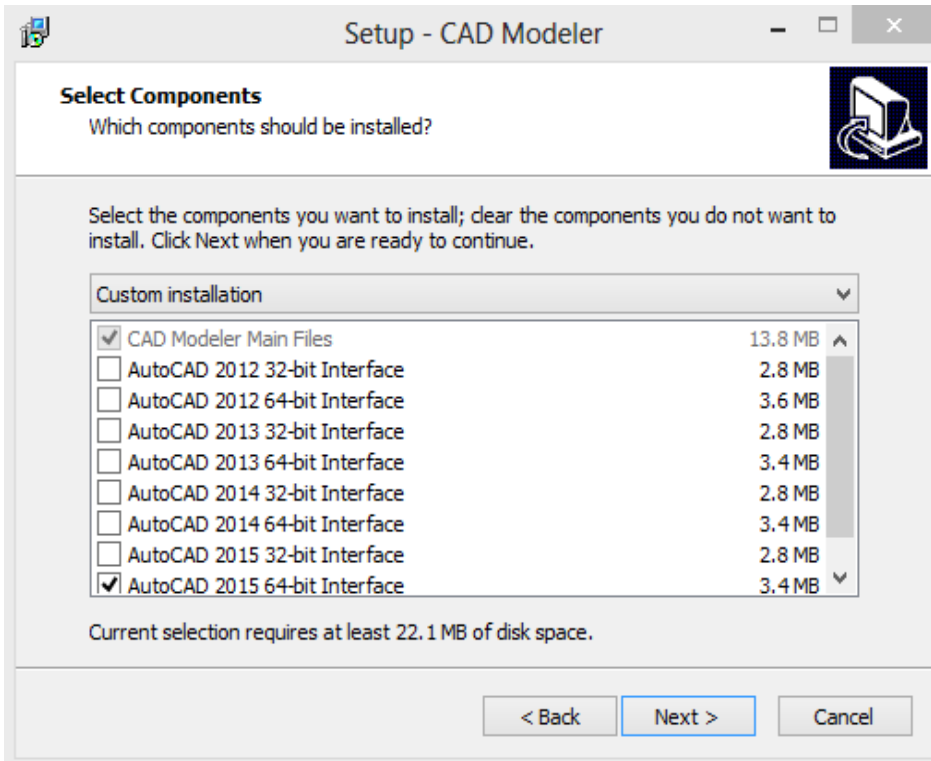 Setup - CAD Modeler
Select Components
Which components should be installed?
Select the components you want to install; clear the components you do not want to
install. Click Next when you are ready to continue.
Custom installation
CAD Modeler Main Files 13.8 MB
AutoCAD 2012 32-bit Interface 2.8 MB
AutoCAD 2012 64-bit Interface 3.6 MB
AutoCAD 2013 32-bit Interface 2.8 MB
AutoCAD 2013 64-bit Interface 3.4 MB
AutoCAD 2014 32-bit Interface 2.8 MB
AutoCAD 2014 64-bit Interface 3.4 MB
AutoCAD 2015 32-bit Interface 2.8 MB
AutoCAD 2015 64-bit Interface 3.4 MB
Current selection requires at least 22.1 MB of disk space.
< Back Next > Cancel